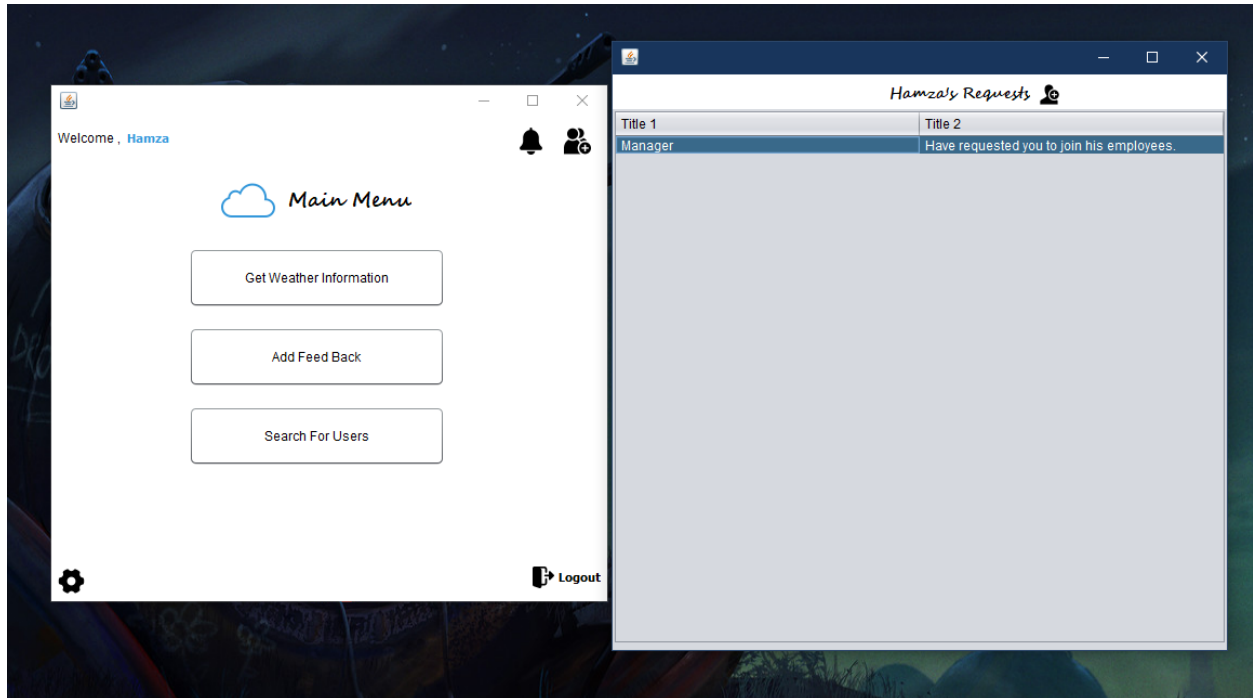 Welcome , Hamza
Main Menu
Get Weather Information
Add Feed Back
Search For Users
Logout
Hamza's Requests
Title 1 Title 2
Manager Have requested you to join his employees.